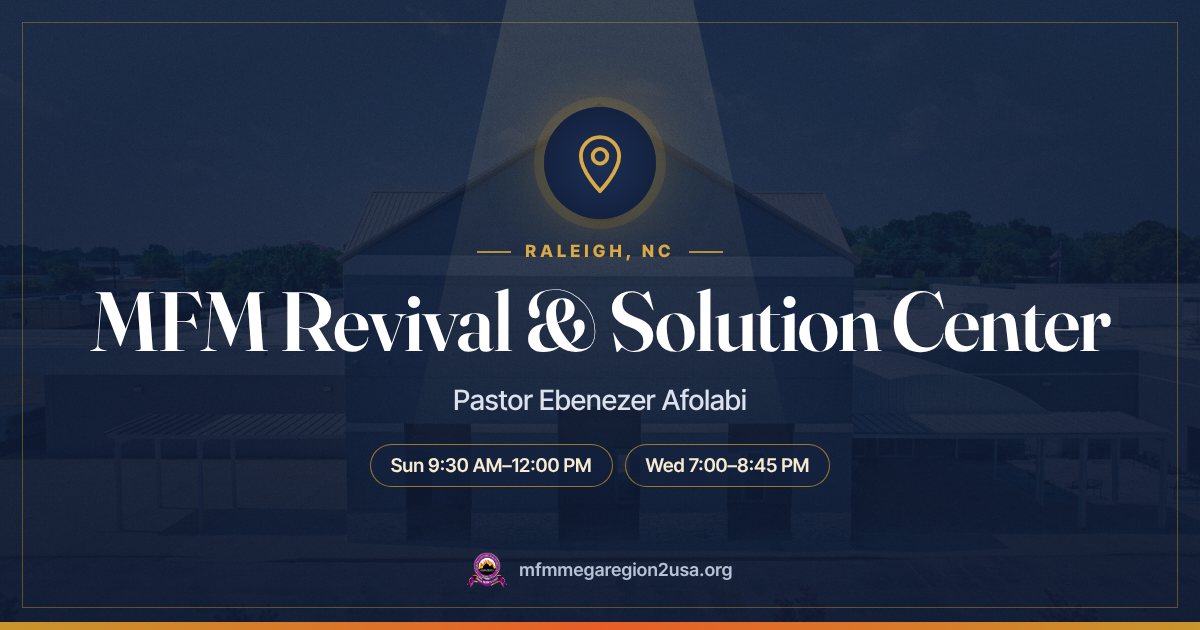 RALEIGH, NC
MFM Revival & Solution Center
Pastor Ebenezer Afolabi
Sun 9:30 AM–12:00 PM
Wed 7:00–8:45 PM
mfmmegaregion2usa.org